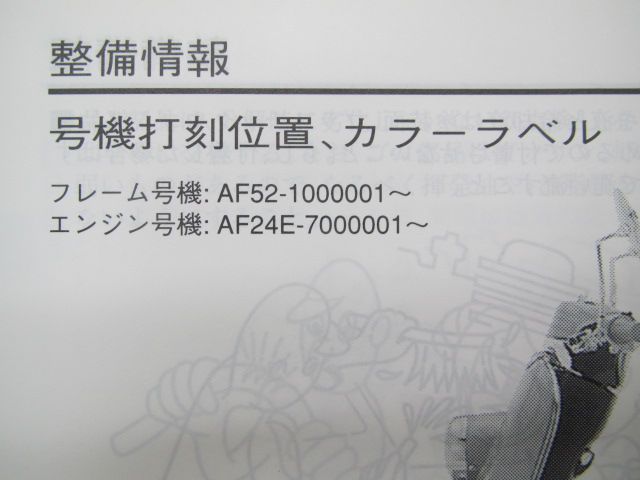 整備情報
号機打刻位置、カラーラベル
フレーム号機: AF52-1000001～
エンジン号機: AF24E-7000001～